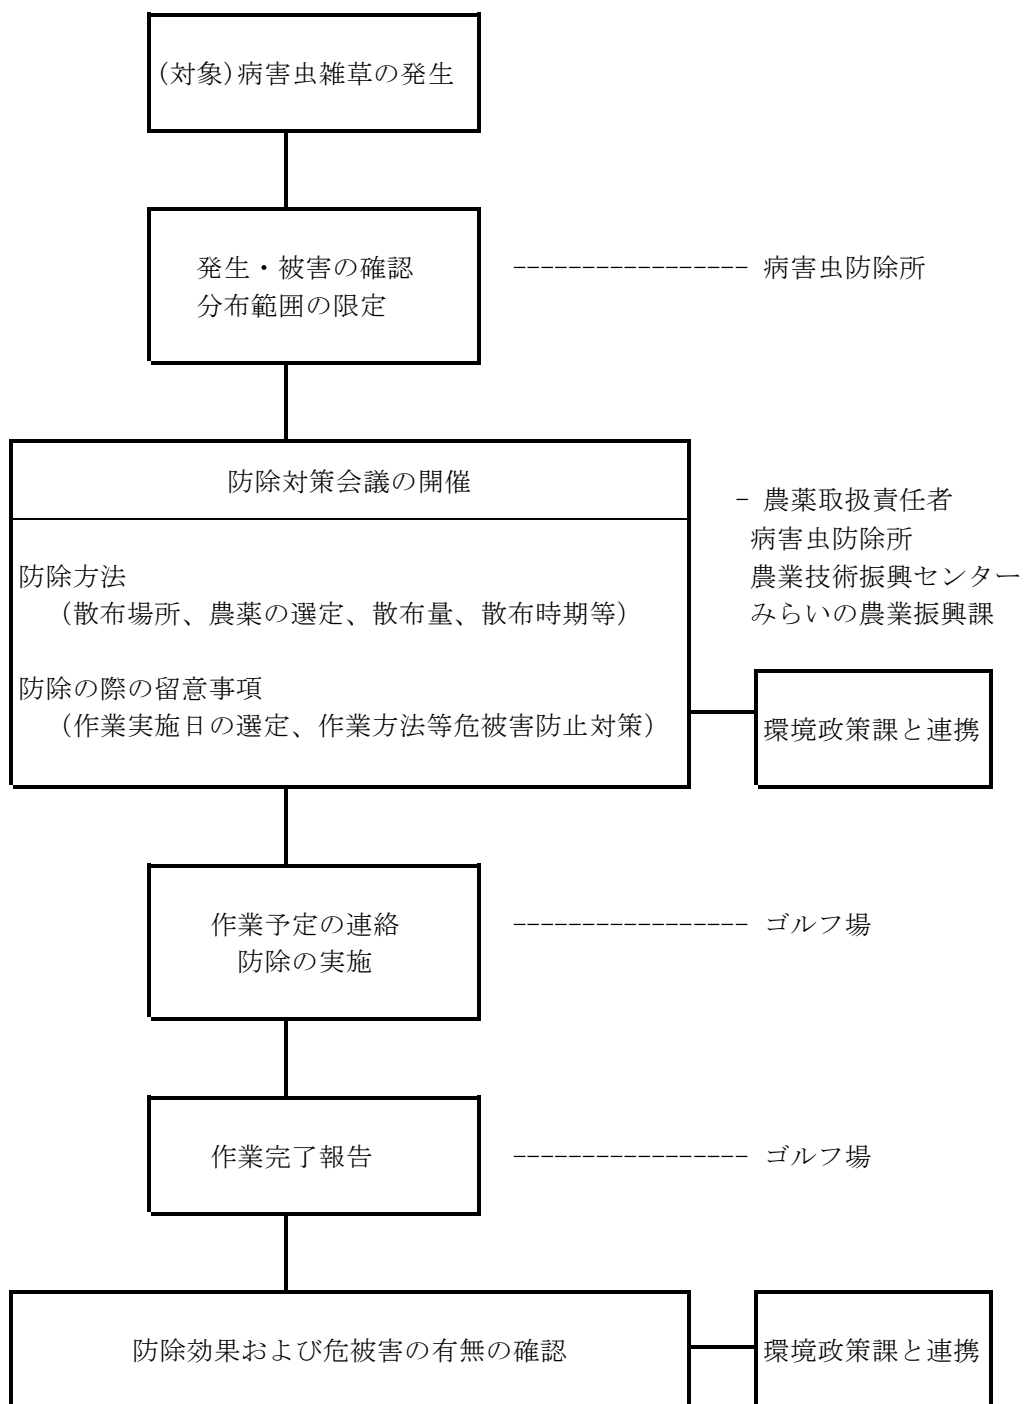 (対象)病害虫雑草の発生
発生・被害の確認
分布範囲の限定
----------------- 病害虫防除所
防除対策会議の開催
- 農薬取扱責任者
病害虫防除所
農業技術振興センター
みらいの農業振興課
防除方法
（散布場所、農薬の選定、散布量、散布時期等）
防除の際の留意事項
（作業実施日の選定、作業方法等危被害防止対策）
環境政策課と連携
作業予定の連絡
防除の実施
----------------- ゴルフ場
作業完了報告
----------------- ゴルフ場
防除効果および危被害の有無の確認
環境政策課と連携